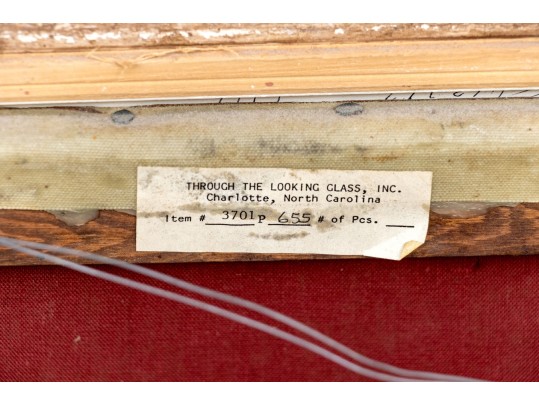 THROUGH THE LOOKING GLASS, INC.
Charlotte, North Carolina
Item # 3701p 655 # of Pcs.